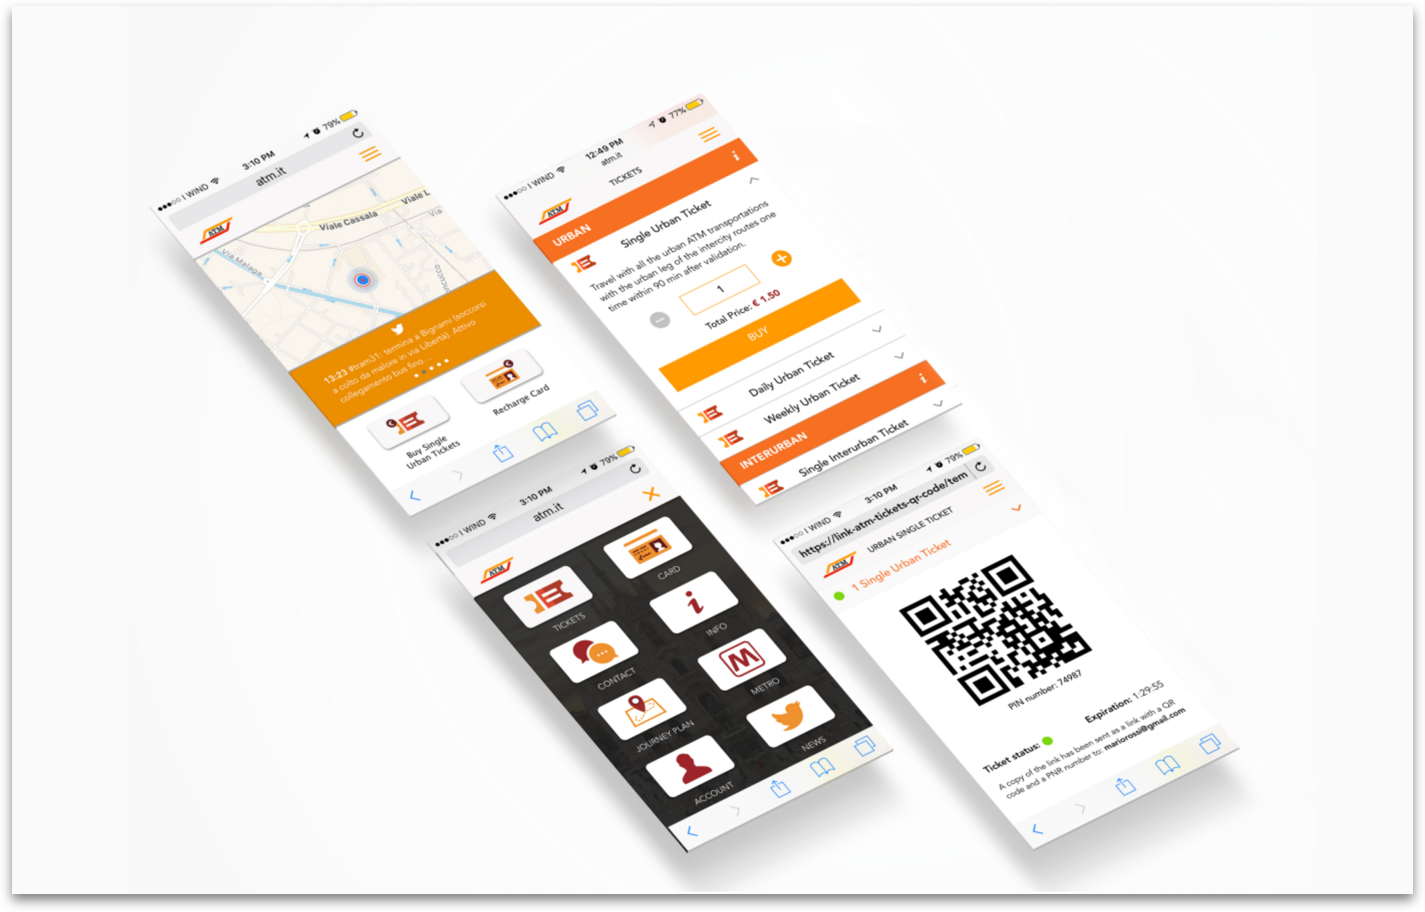 ●●●○○ I WIND 3:10 PM 79%
atm.it
ATM
Viale Cassala
Viale L
Via
Via Malaga
13:23 #tram31: termina a Bignami (soccorsi
a colto da malore in via Libertà). Attivo
collegamento bus fino...
Buy Single
Urban Tickets
Recharge Card
●●●○○ I WIND 12:49 PM 77%
atm.it
ATM
TICKETS
URBAN i
Single Urban Ticket
Travel with all the urban ATM transportations
with the urban leg of the intercity routes one
time within 90 min after validation.
1
Total Price: € 1.50
BUY
Daily Urban Ticket
Weekly Urban Ticket
INTERURBAN i
Single Interurban Ticket
●●●○○ I WIND 3:10 PM 79%
atm.it
ATM
TICKETS
CARD
CONTACT
INFO
JOURNEY PLAN
METRO
ACCOUNT
NEWS
●●●○○ I WIND 3:10 PM 79%
https://link-atm-tickets-qr-code/tem
ATM
URBAN SINGLE TICKET
1 Single Urban Ticket
PIN number: 74987
Expiration: 1:29-55
Ticket status:
A copy of the link has been sent as a link with a QR
code and a PNR number to: mariorossi@gmail.com